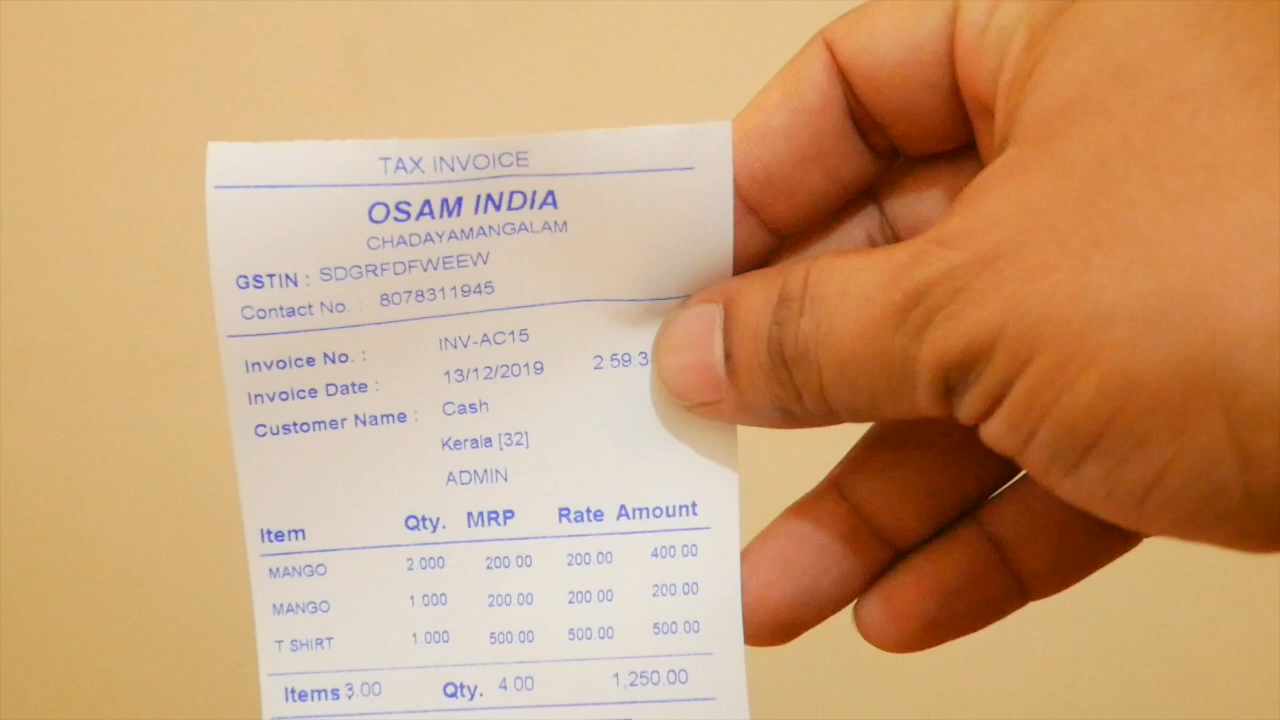 TAX INVOICE
OSAM INDIA
CHADAYAMANGALAM
GSTIN : SDGRFDFWEEW
Contact No. : 8078311945
Invoice No. : INV-AC15
Invoice Date : 13/12/2019 2.59.3
Customer Name : Cash
Kerala [32]
ADMIN
Item Qty. MRP Rate Amount
MANGO 2.000 200.00 200.00 400.00
MANGO 1.000 200.00 200.00 200.00
T SHIRT 1.000 500.00 500.00 500.00
Items 3.00 Qty. 4.00 1,250.00